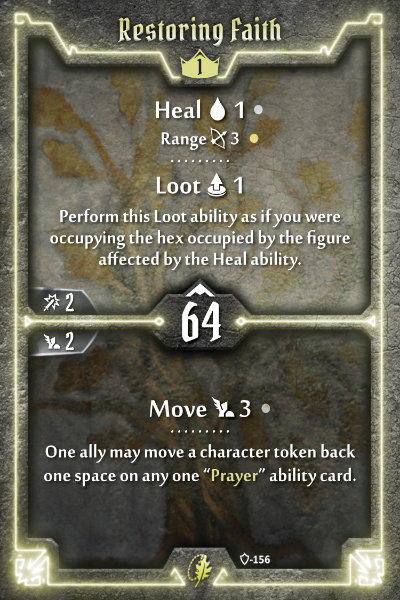 Restoring Faith
1
Heal 1
Range 3
Loot 1
Perform this Loot ability as if you were
occupying the hex occupied by the figure
affected by the Heal ability.
2
64
2
Move 3
One ally may move a character token back
one space on any one “Prayer” ability card.
-156